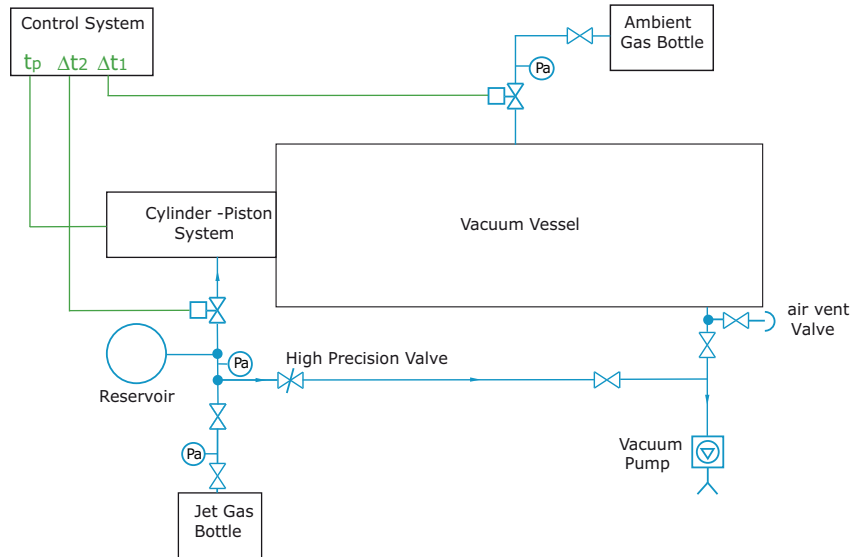 Control System
tp Δt2 Δt1
Ambient
Gas Bottle
Pa
Cylinder -Piston
System
Vacuum Vessel
air vent
Valve
Pa
High Precision Valve
Reservoir
Pa
Vacuum
Pump
Jet Gas
Bottle